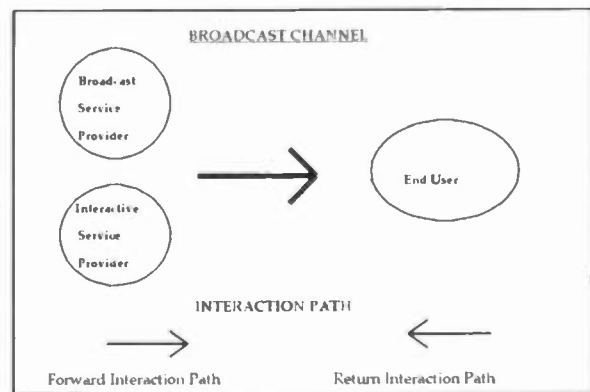 BROADCAST CHANNEL
Broad-ast
Service
Provider
Interactive
Service
Provider
End User
INTERACTION PATH
Forward Interaction Path
Return Interaction Path